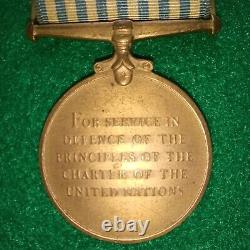 FOR SERVICE IN
DEFENCE OF THE
PRINCIPLES OF THE
CHARTER OF THE
UNITED NATIONS
ebay